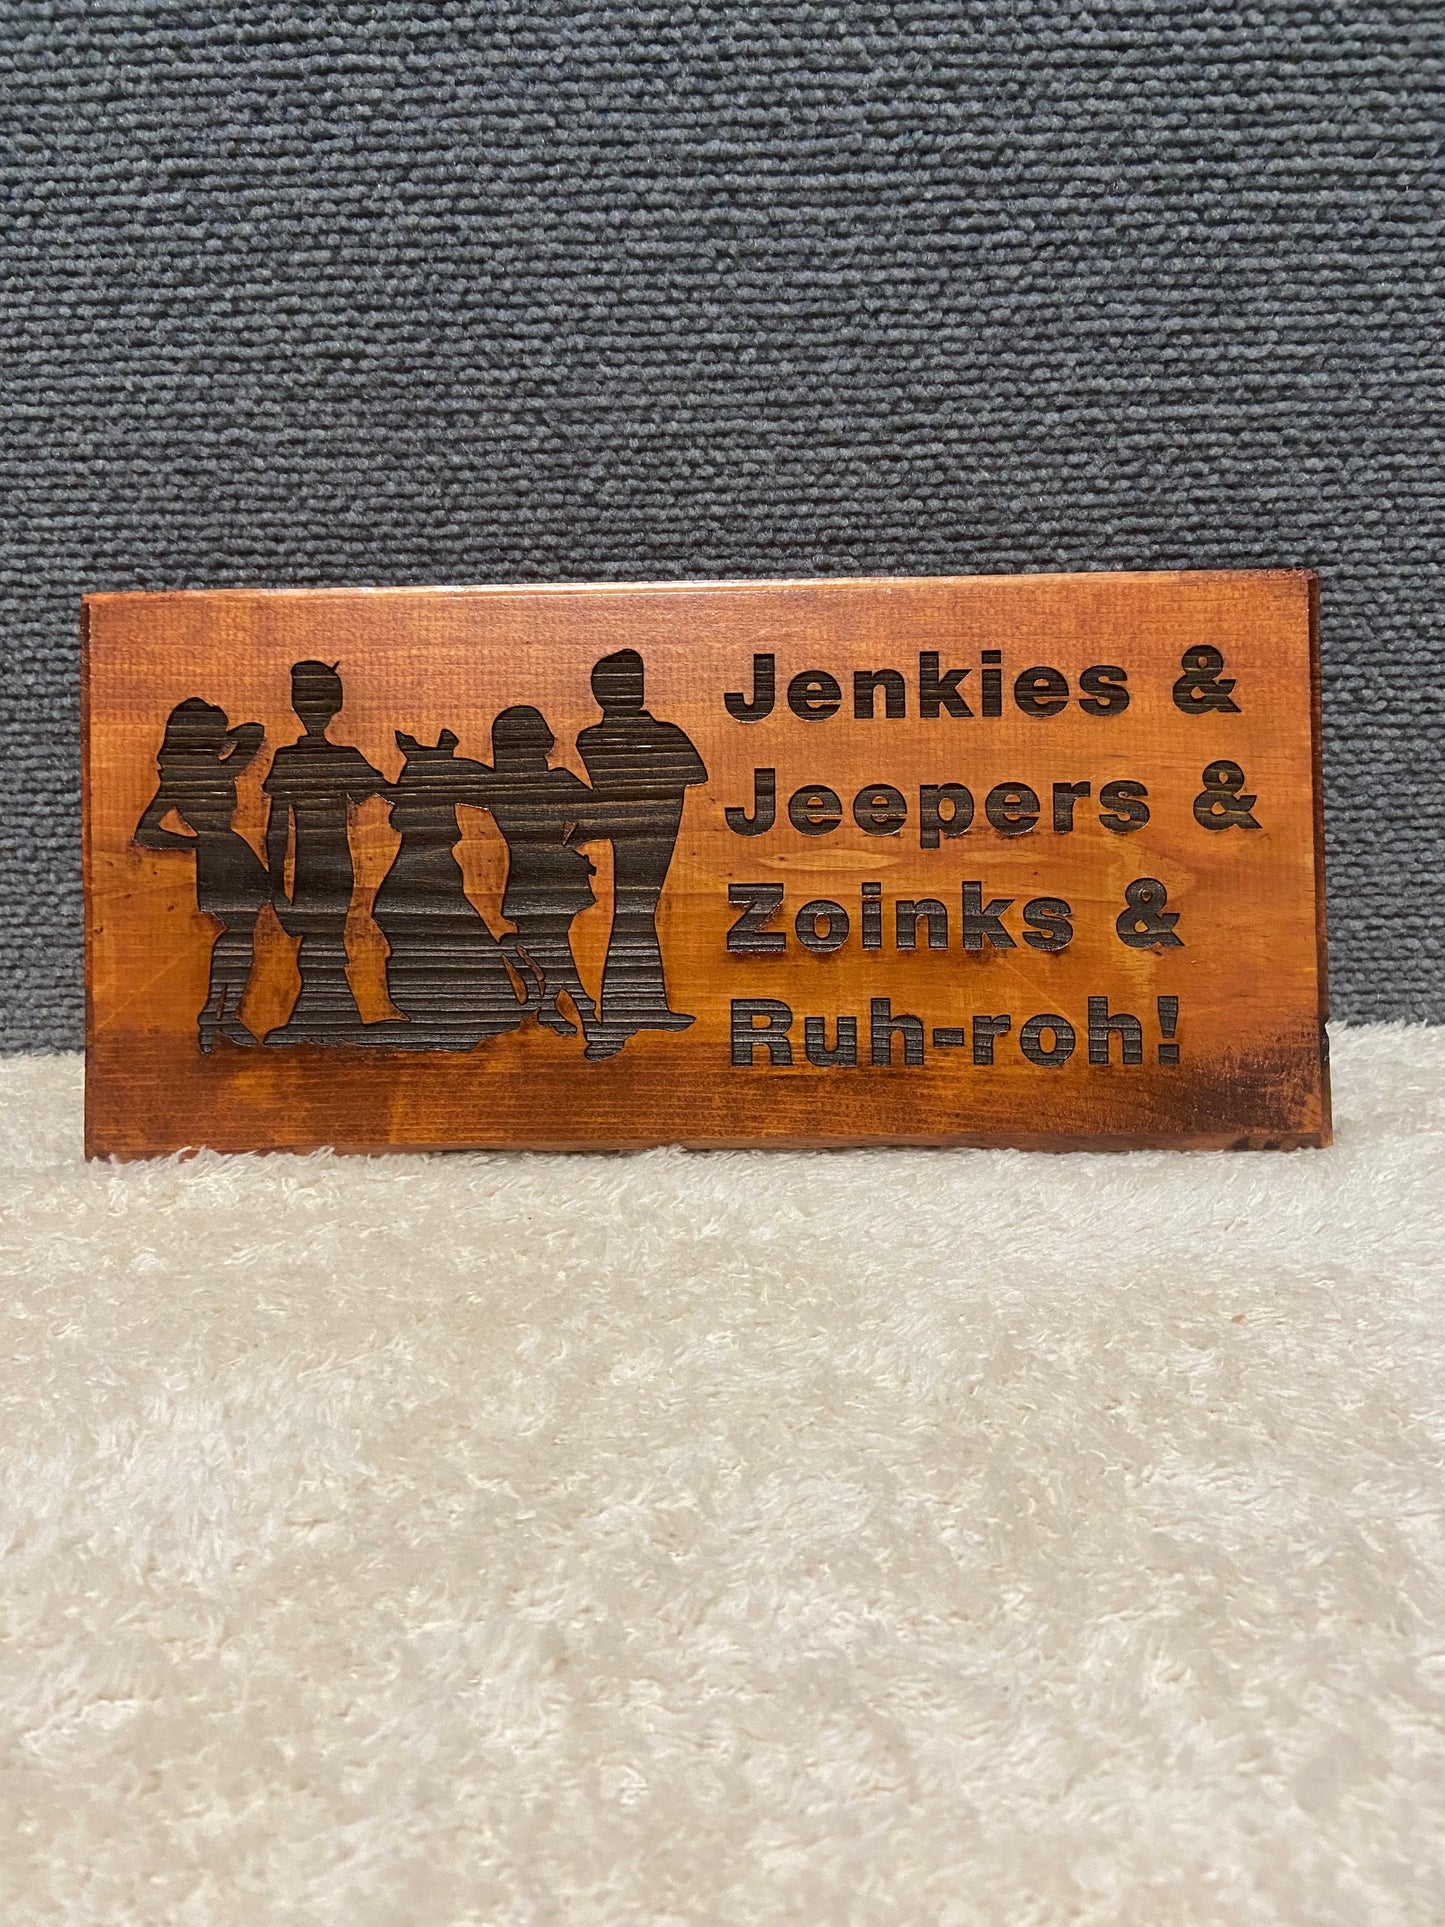 Jenkies &
Jeepers &
Zoinks &
Ruh-roh!